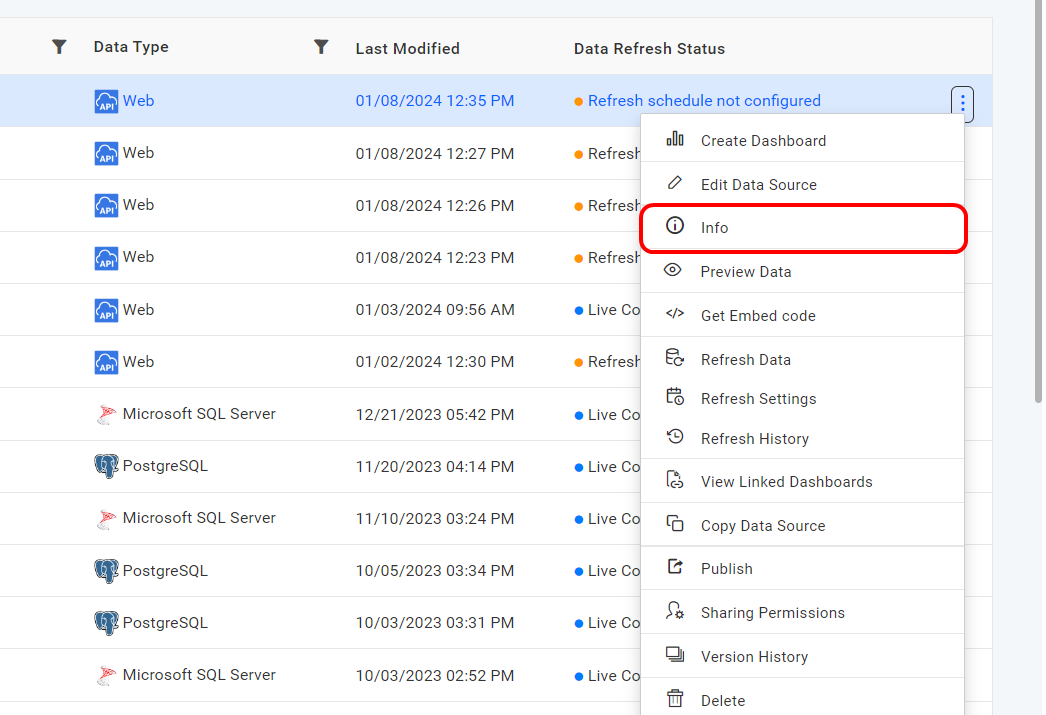 Data Type Last Modified Data Refresh Status
API Web 01/08/2024 12:35 PM Refresh schedule not configured
API Web 01/08/2024 12:27 PM Refresh
API Web 01/08/2024 12:26 PM Refresh
API Web 01/08/2024 12:23 PM Refresh
API Web 01/03/2024 09:56 AM Live Co
API Web 01/02/2024 12:30 PM Refresh
Microsoft SQL Server 12/21/2023 05:42 PM Live Co
PostgreSQL 11/20/2023 04:14 PM Live Co
Microsoft SQL Server 11/10/2023 03:24 PM Live Co
PostgreSQL 10/05/2023 03:34 PM Live Co
PostgreSQL 10/03/2023 03:31 PM Live Co
Microsoft SQL Server 10/03/2023 02:52 PM Live Co
Create Dashboard
Edit Data Source
Info
Preview Data
Get Embed code
Refresh Data
Refresh Settings
Refresh History
View Linked Dashboards
Copy Data Source
Publish
Sharing Permissions
Version History
Delete